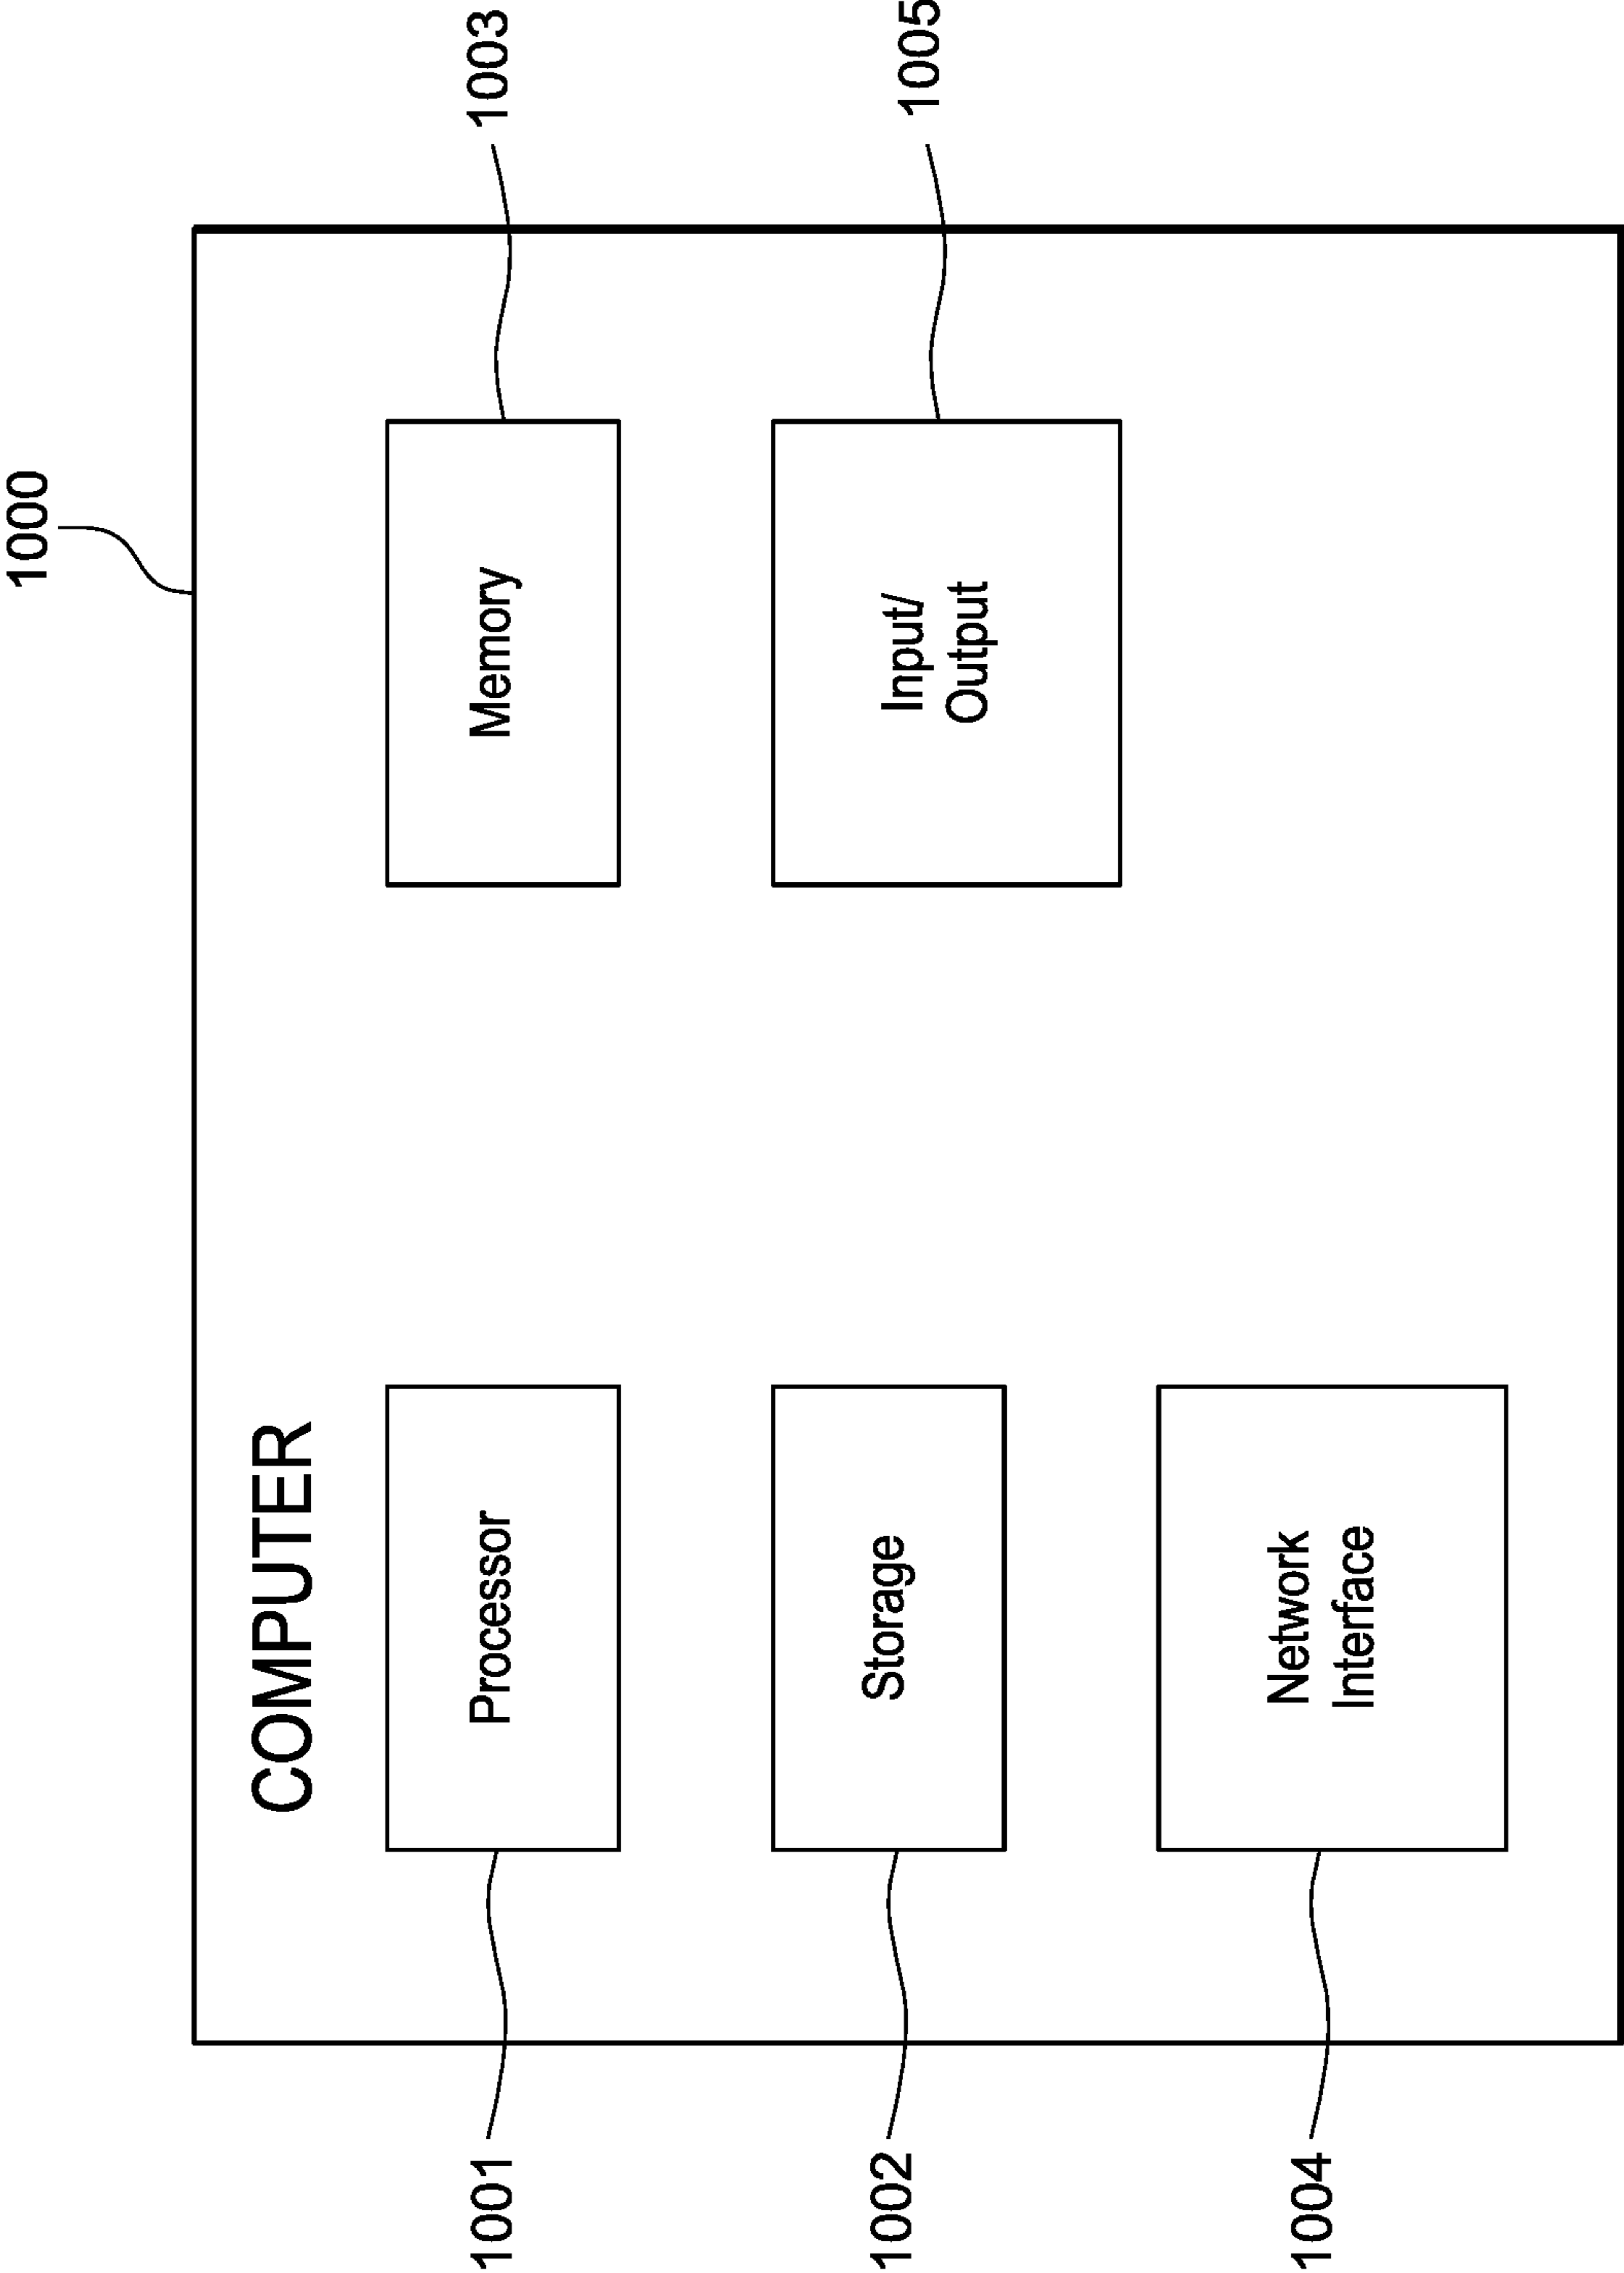 1000
COMPUTER
1001
Processor
Memory
1003
1002
Storage
Input/
Output
1005
1004
Network
Interface